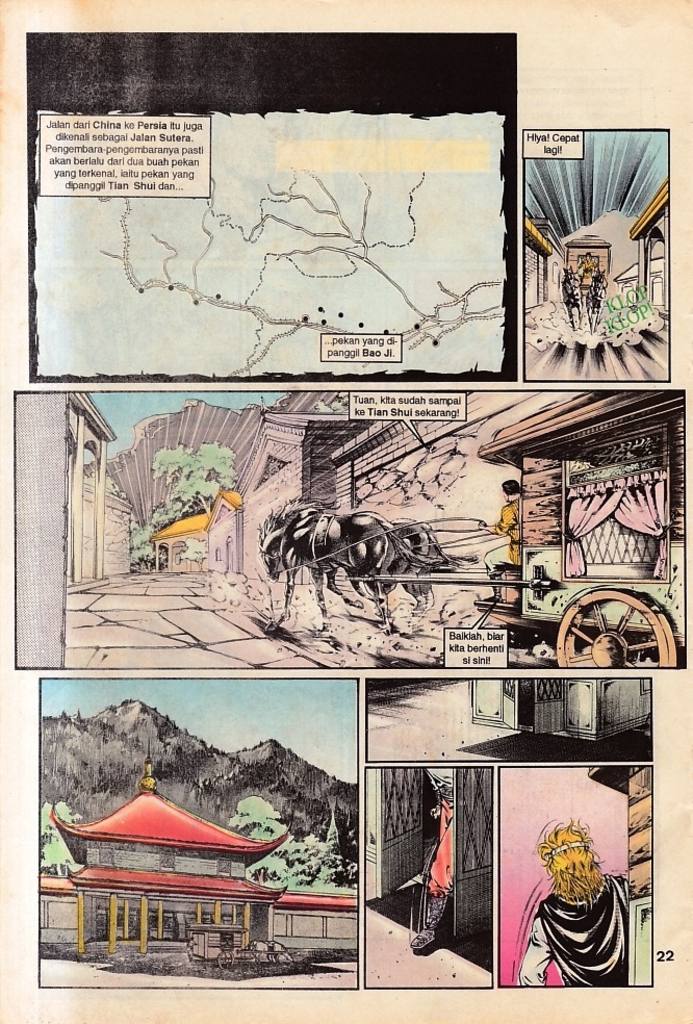 Jalan dari China ke Persia itu juga
dikenali sebagai Jalan Sutera.
Pengembara-pengembaranya pasti
akan berlalu dari dua buah pekan
yang terkenal, iaitu pekan yang
dipanggil Tian Shui dan...
...pekan yang di-
panggil Bao Ji.
Hiya! Cepat
lagi!
KLOP
KLOP!
Tuan, kita sudah sampai
ke Tian Shui sekarang!
Baiklah, biar
kita berhenti
si sini!
22